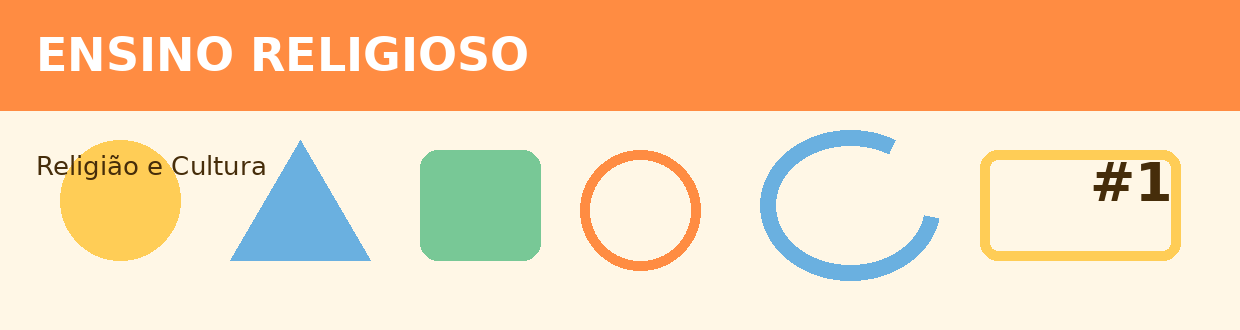 ENSINO RELIGIOSO
Religião e Cultura
#1